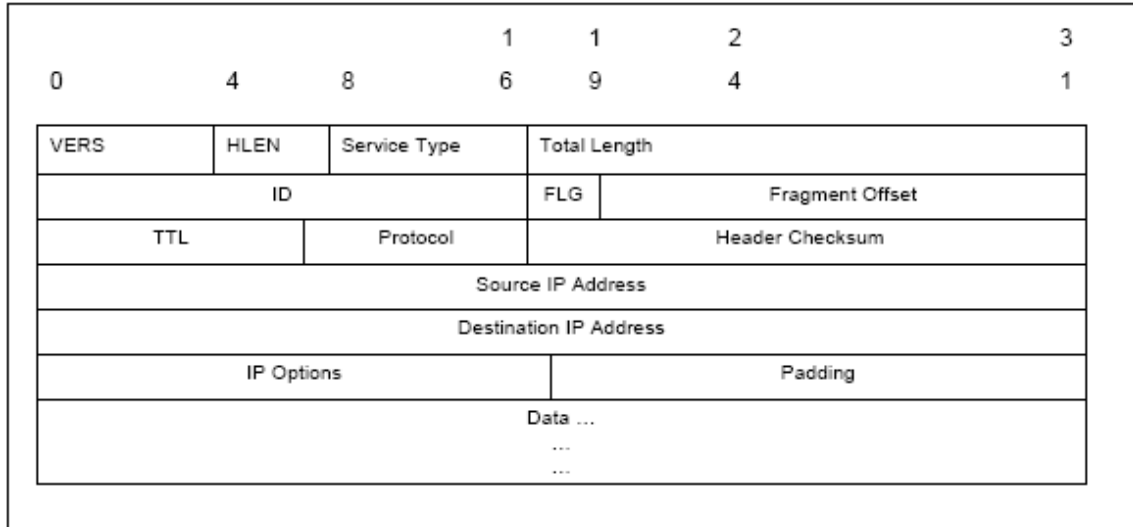 1 1 2 3
0 4 8 6 9 4 1
VERS HLEN Service Type Total Length
ID FLG Fragment Offset
TTL Protocol Header Checksum
Source IP Address
Destination IP Address
IP Options Padding
Data ...
...
...